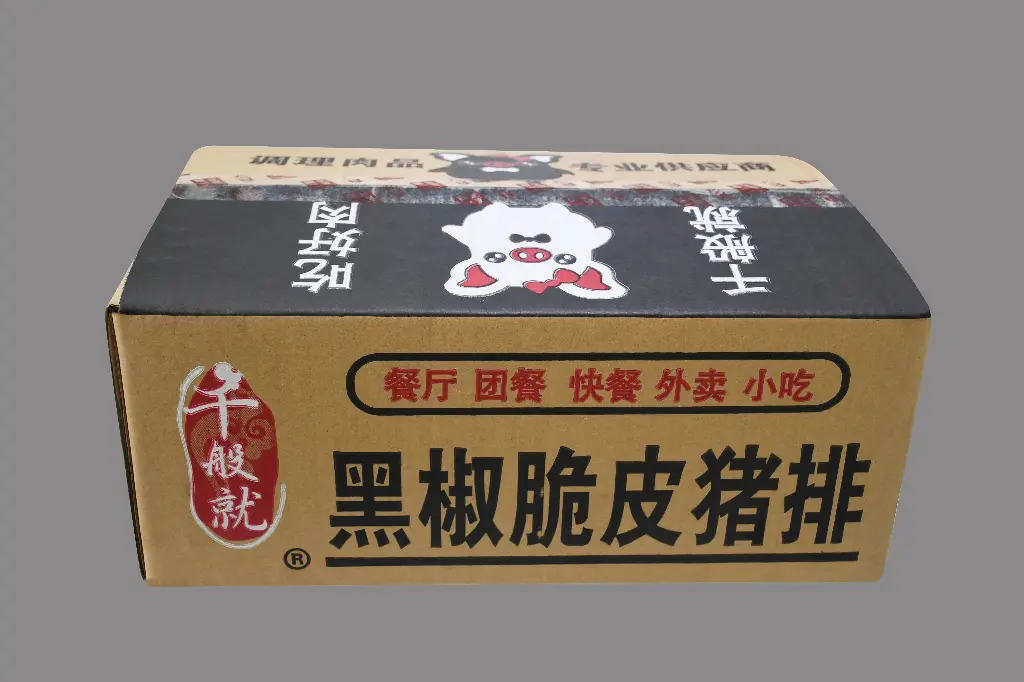 调理肉品 专业供应商
吃好肉
千般就
餐厅 团餐 快餐 外卖 小吃
千般就
®
黑椒脆皮猪排